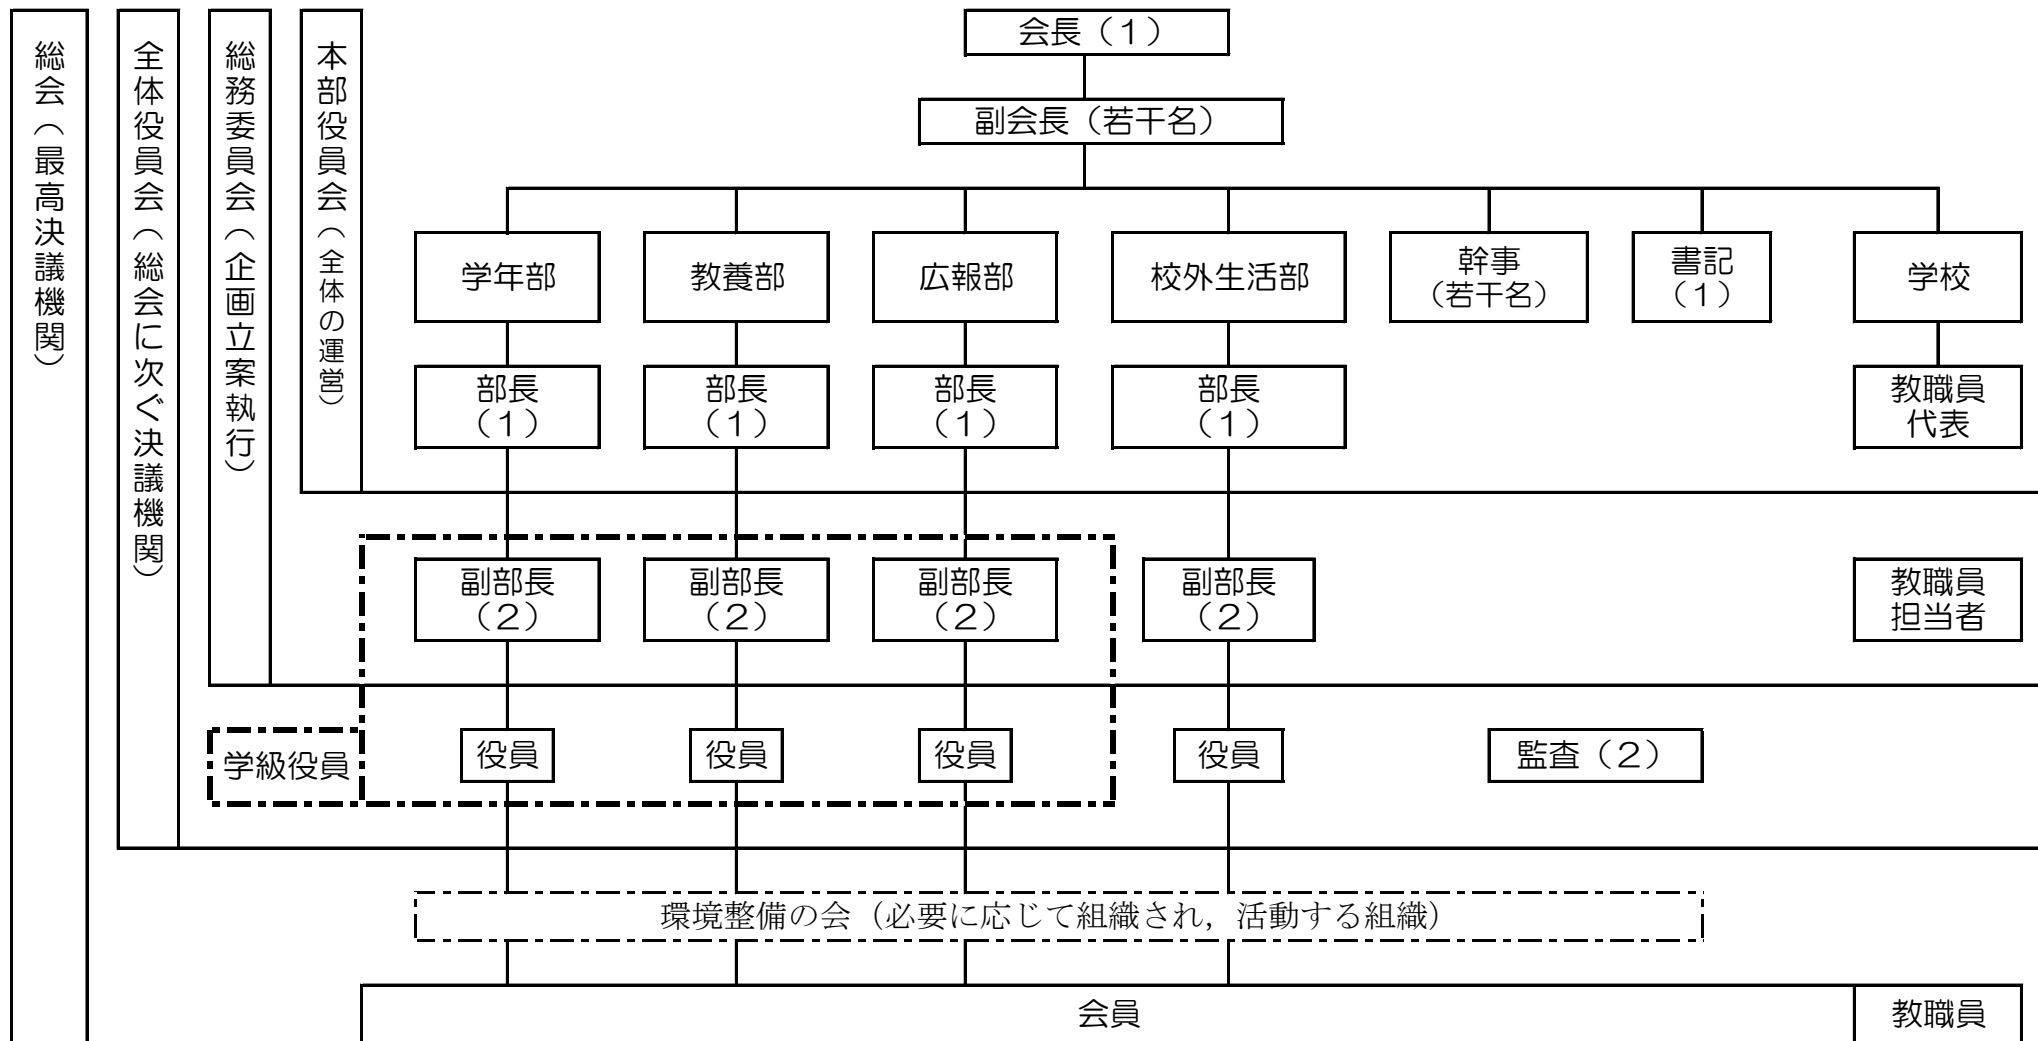 総会（最高決議機関）
全体役員会（総会に次ぐ決議機関）
総務委員会（企画立案執行）
本部役員会（全体の運営）
会長（１）
副会長（若干名）
学年部
教養部
広報部
校外生活部
幹事
（若干名）
書記
（１）
学校
部長
（１）
部長
（１）
部長
（１）
部長
（１）
教職員
代表
副部長
（２）
副部長
（２）
副部長
（２）
副部長
（２）
教職員
担当者
学級役員
役員
役員
役員
役員
監査（２）
環境整備の会（必要に応じて組織され，活動する組織）
会員
教職員